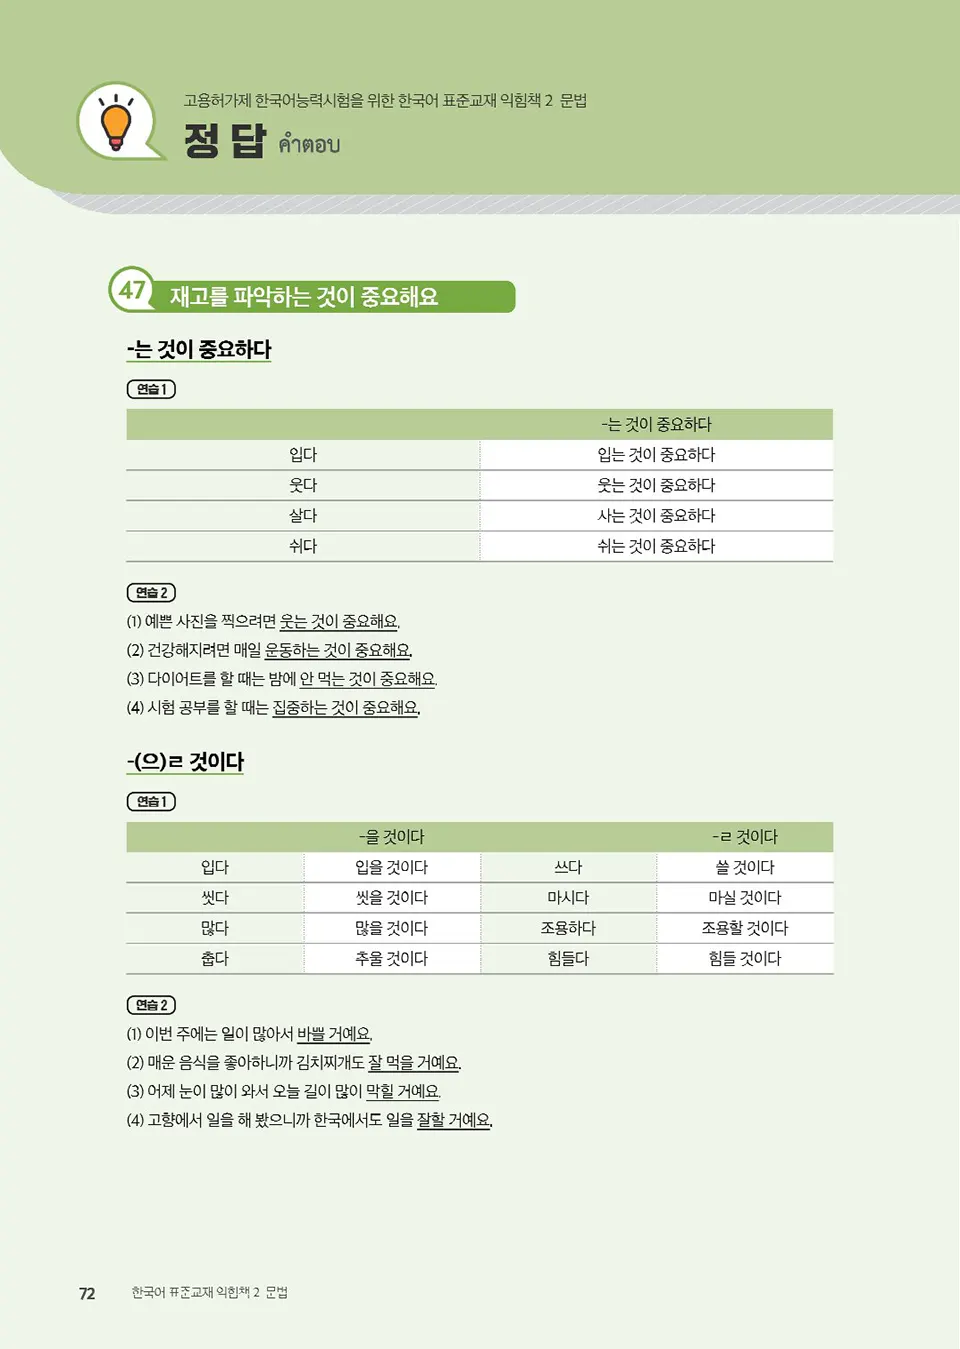 고용허가제 한국어능력시험을 위한 한국어 표준교재 익힘책 2 문법
정답 คำตอบ
47 재고를 파악하는 것이 중요해요
-는 것이 중요하다
연습 1
-는 것이 중요하다
입다 입는 것이 중요하다
웃다 웃는 것이 중요하다
살다 사는 것이 중요하다
쉬다 쉬는 것이 중요하다
연습 2
(1) 예쁜 사진을 찍으려면 웃는 것이 중요해요.
(2) 건강해지려면 매일 운동하는 것이 중요해요.
(3) 다이어트를 할 때는 밤에 안 먹는 것이 중요해요.
(4) 시험 공부를 할 때는 집중하는 것이 중요해요.
-(으)ㄹ 것이다
연습 1
-을 것이다 -ㄹ 것이다
입다 입을 것이다 쓰다 쓸 것이다
씻다 씻을 것이다 마시다 마실 것이다
많다 많을 것이다 조용하다 조용할 것이다
춥다 추울 것이다 힘들다 힘들 것이다
연습 2
(1) 이번 주에는 일이 많아서 바쁠 거예요.
(2) 매운 음식을 좋아하니까 김치찌개도 잘 먹을 거예요.
(3) 어제 눈이 많이 와서 오늘 길이 많이 막힐 거예요.
(4) 고향에서 일을 해 봤으니까 한국에서도 일을 잘할 거예요.
72 한국어 표준교재 익힘책 2 문법